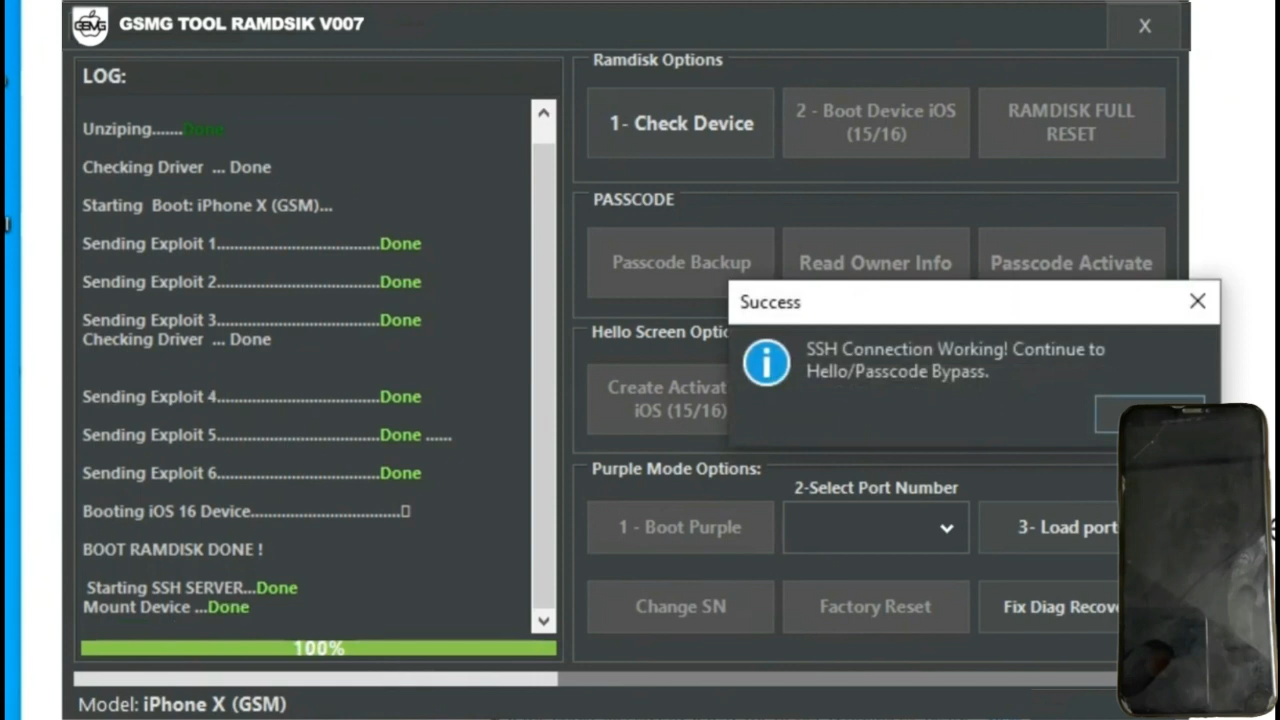 GSMG TOOL RAMDSIK V007
X
LOG:
Unziping.......Done
Checking Driver ... Done
Starting Boot: iPhone X (GSM)...
Sending Exploit 1....................................Done
Sending Exploit 2....................................Done
Sending Exploit 3....................................Done
Checking Driver ... Done
Sending Exploit 4....................................Done
Sending Exploit 5....................................Done ......
Sending Exploit 6....................................Done
Booting iOS 16 Device.................................
BOOT RAMDISK DONE !
Starting SSH SERVER...Done
Mount Device ...Done
100%
Model: iPhone X (GSM)
Ramdisk Options
1- Check Device
2 - Boot Device iOS
(15/16)
RAMDISK FULL
RESET
PASSCODE
Passcode Backup
Read Owner Info
Passcode Activate
Hello Screen Optio
Create Activat
iOS (15/16)
Success
SSH Connection Working! Continue to
Hello/Passcode Bypass.
Purple Mode Options:
2-Select Port Number
1 - Boot Purple
3- Load port
Change SN
Factory Reset
Fix Diag Recov